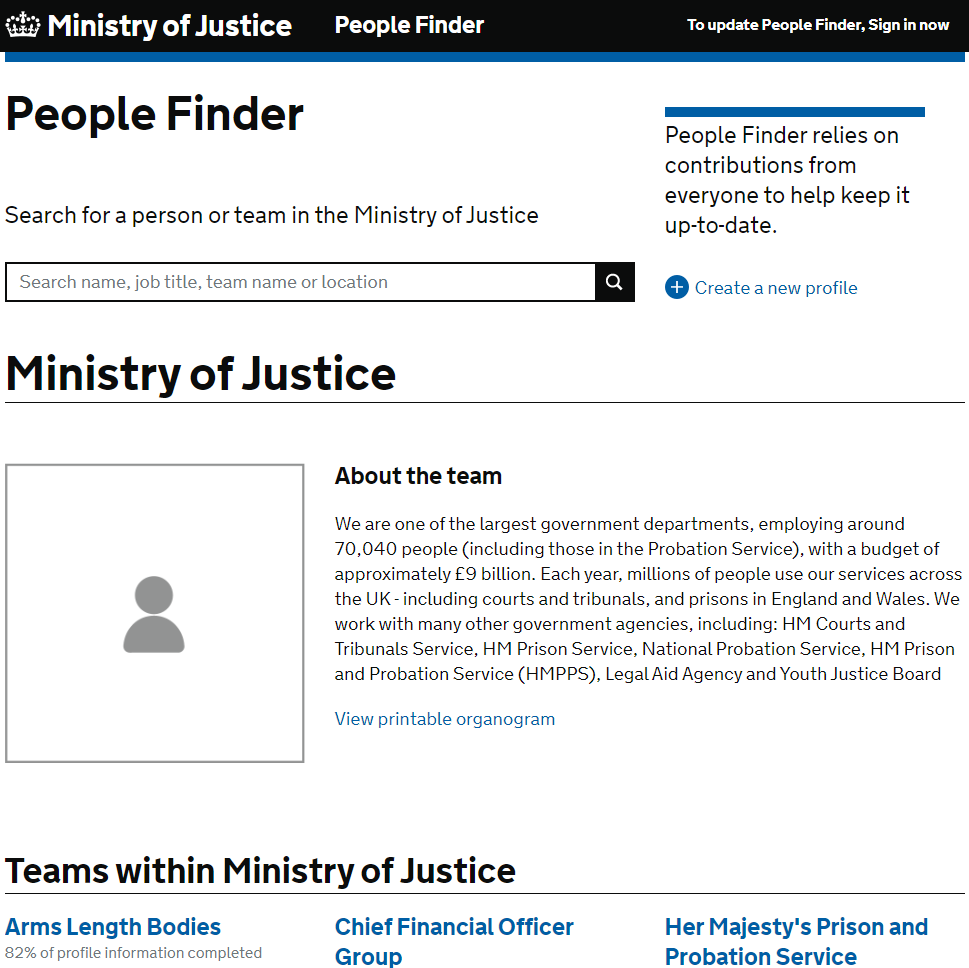 Ministry of Justice People Finder To update People Finder, Sign in now
People Finder
People Finder relies on
contributions from
everyone to help keep it
up-to-date.
Search for a person or team in the Ministry of Justice
Search name, job title, team name or location
Create a new profile
Ministry of Justice
About the team
We are one of the largest government departments, employing around
70,040 people (including those in the Probation Service), with a budget of
approximately £9 billion. Each year, millions of people use our services across
the UK - including courts and tribunals, and prisons in England and Wales. We
work with many other government agencies, including: HM Courts and
Tribunals Service, HM Prison Service, National Probation Service, HM Prison
and Probation Service (HMPPS), Legal Aid Agency and Youth Justice Board
View printable organogram
Teams within Ministry of Justice
Arms Length Bodies
82% of profile information completed
Chief Financial Officer
Group
Her Majesty's Prison and
Probation Service